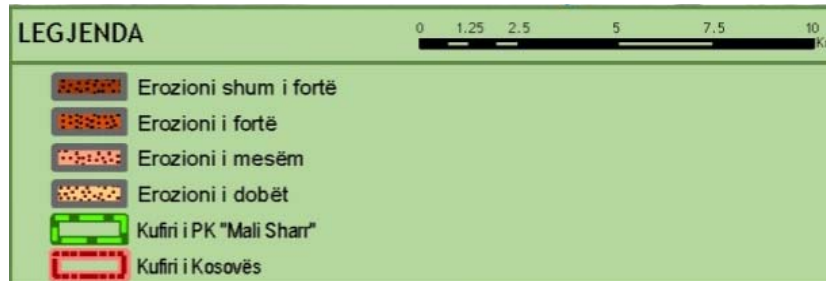 LEGJENDA
0 1.25 2.5 5 7.5 10
Erozioni shum i fortë
Erozioni i fortë
Erozioni i mesëm
Erozioni i dobët
Kufiri i PK "Mali Sharr"
Kufiri i Kosovës